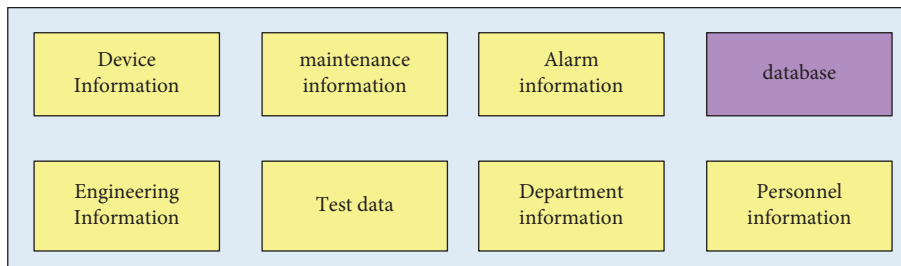 Device
Information
maintenance
information
Alarm
information
database
Engineering
Information
Test data
Department
information
Personnel
information